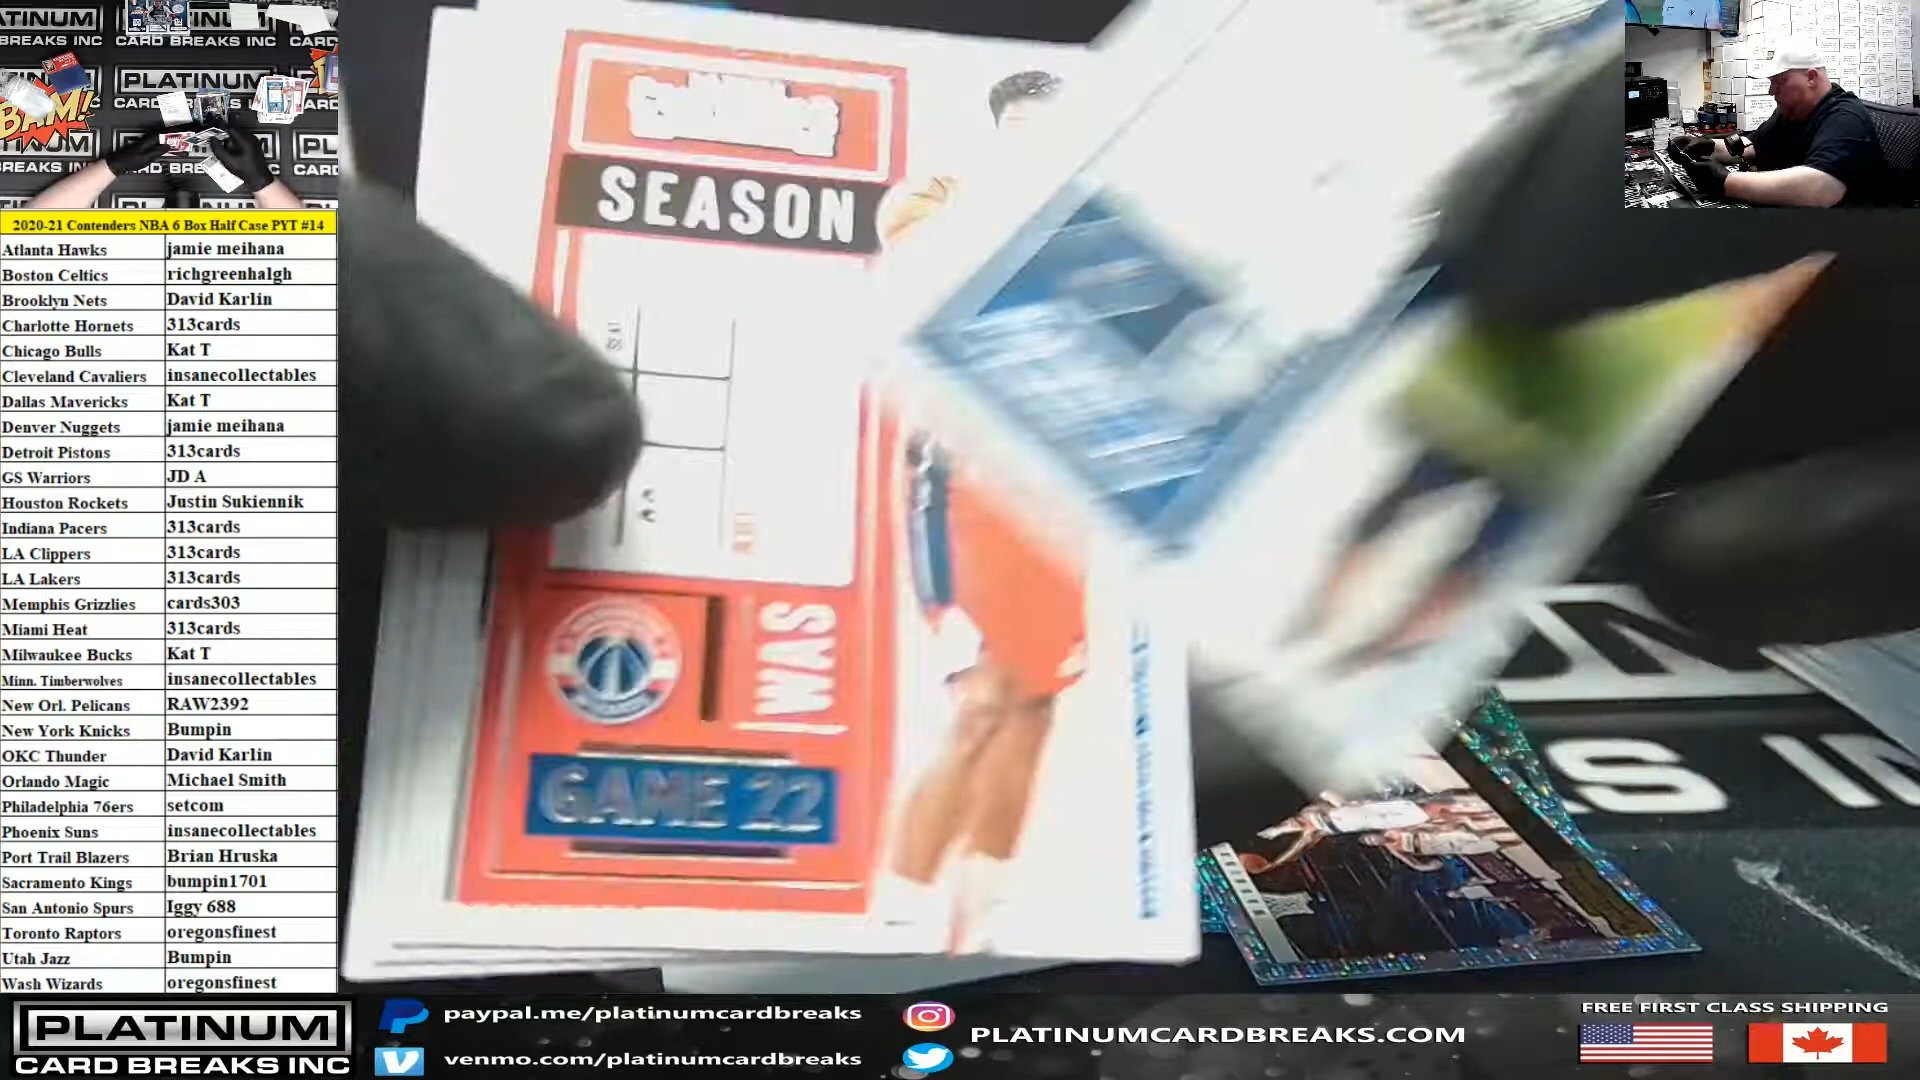 ATINUM PLATINUM PLAT
CARD BREAKS INC CARD BREAKS INC CARD
PLATINUM
BAM!
2020-21 Contenders NBA 6 Box Half Case PYT #14
Atlanta Hawks jamie meihana
Boston Celtics richgreenhalgh
Brooklyn Nets David Karlin
Charlotte Hornets 313cards
Chicago Bulls Kat T
Cleveland Cavaliers insanecollectables
Dallas Mavericks Kat T
Denver Nuggets jamie meihana
Detroit Pistons 313cards
GS Warriors JD A
Houston Rockets Justin Sukiennik
Indiana Pacers 313cards
LA Clippers 313cards
LA Lakers 313cards
Memphis Grizzlies cards303
Miami Heat 313cards
Milwaukee Bucks Kat T
Minn. Timberwolves insanecollectables
New Orl. Pelicans RAW2392
New York Knicks Bumpin
OKC Thunder David Karlin
Orlando Magic Michael Smith
Philadelphia 76ers setcom
Phoenix Suns insanecollectables
Port Trail Blazers Brian Hruska
Sacramento Kings bumpin1701
San Antonio Spurs Iggy 688
Toronto Raptors oregonsfinest
Utah Jazz Bumpin
Wash Wizards oregonsfinest
SEASON
WAS
GAME 22
S IN
PLATINUM
CARD BREAKS INC
paypal.me/platinumcardbreaks
venmo.com/platinumcardbreaks
PLATINUMCARDBREAKS.COM
FREE FIRST CLASS SHIPPING